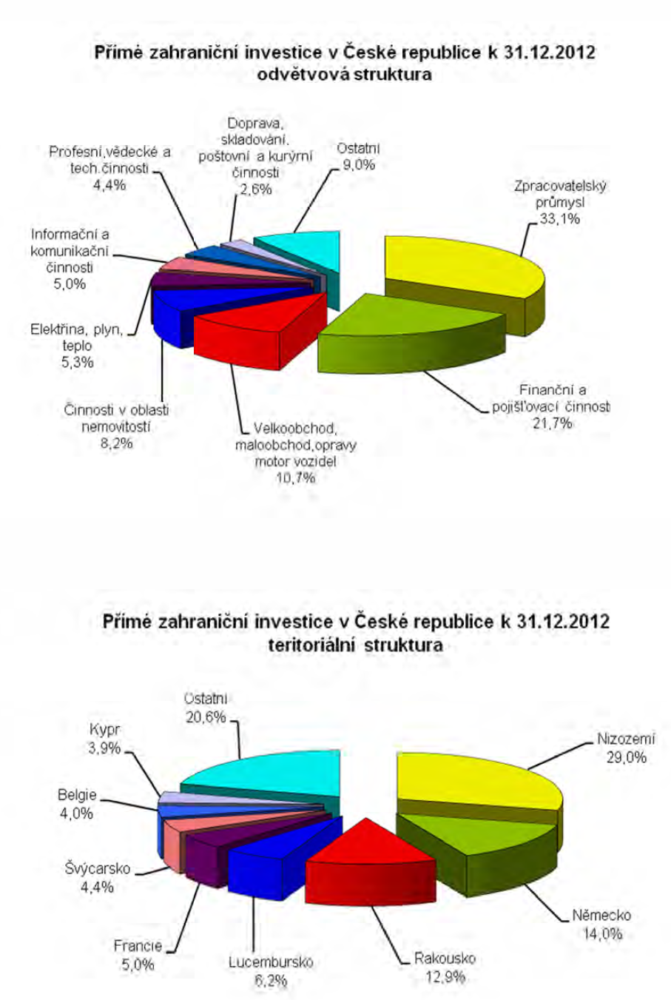 Přímé zahraniční investice v České republice k 31.12.2012
odvětvová struktura
Doprava,
skladování,
poštovní a kurýrní
činnosti
2,6%
Ostatní
9,0%
Profesní,vědecké a
tech.činnosti
4,4%
Zpracovatelský
průmysl
33,1%
Informační a
komunikační
činnosti
5,0%
Elektřina, plyn,
teplo
5,3%
Finanční a
pojišťovací činnost
21,7%
Činnosti v oblasti
nemovitostí
8,2%
Velkoobchod,
maloobchod,opravy
motor vozidel
10,7%
Přímé zahraniční investice v České republice k 31.12.2012
teritoriální struktura
Ostatní
20,6%
Kypr
3,9%
Nizozemí
29,0%
Belgie
4,0%
Švýcarsko
4,4%
Německo
14,0%
Francie
5,0%
Lucembursko
6,2%
Rakousko
12,9%